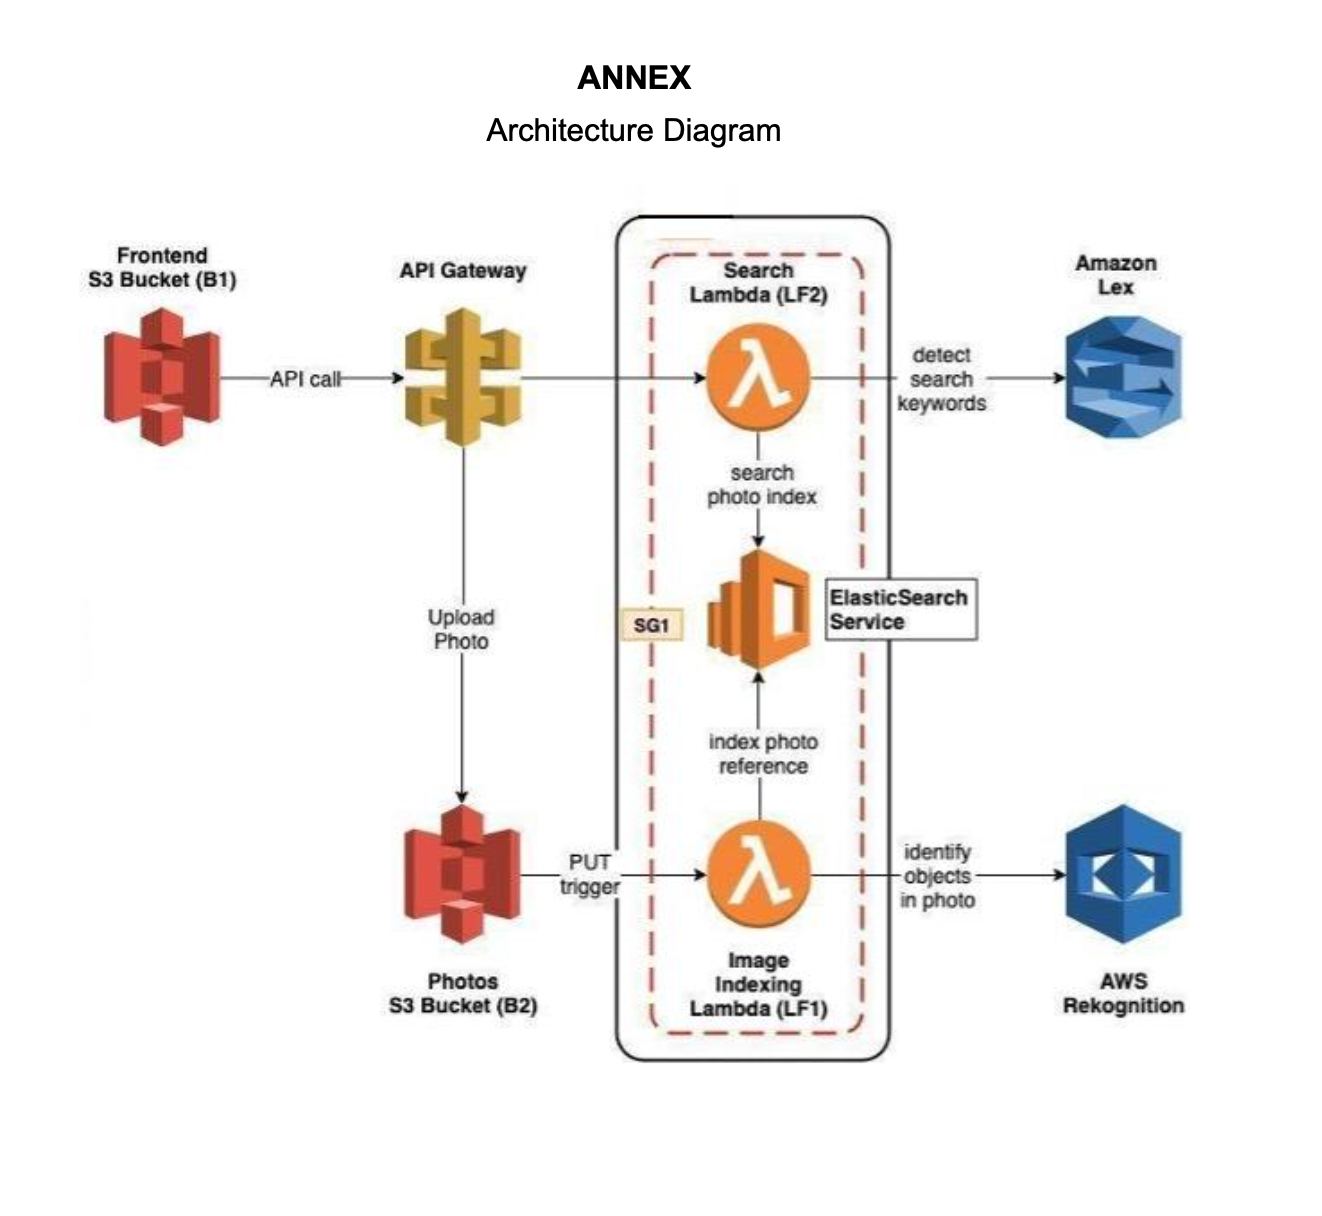 ANNEX
Architecture Diagram
Frontend
S3 Bucket (B1)
API call
API Gateway
Search
Lambda (LF2)
detect
search
keywords
Amazon
Lex
search
photo index
Upload
Photo
SG1
ElasticSearch
Service
index photo
reference
PUT
trigger
identify
objects
in photo
Photos
S3 Bucket (B2)
Image
Indexing
Lambda (LF1)
AWS
Rekognition